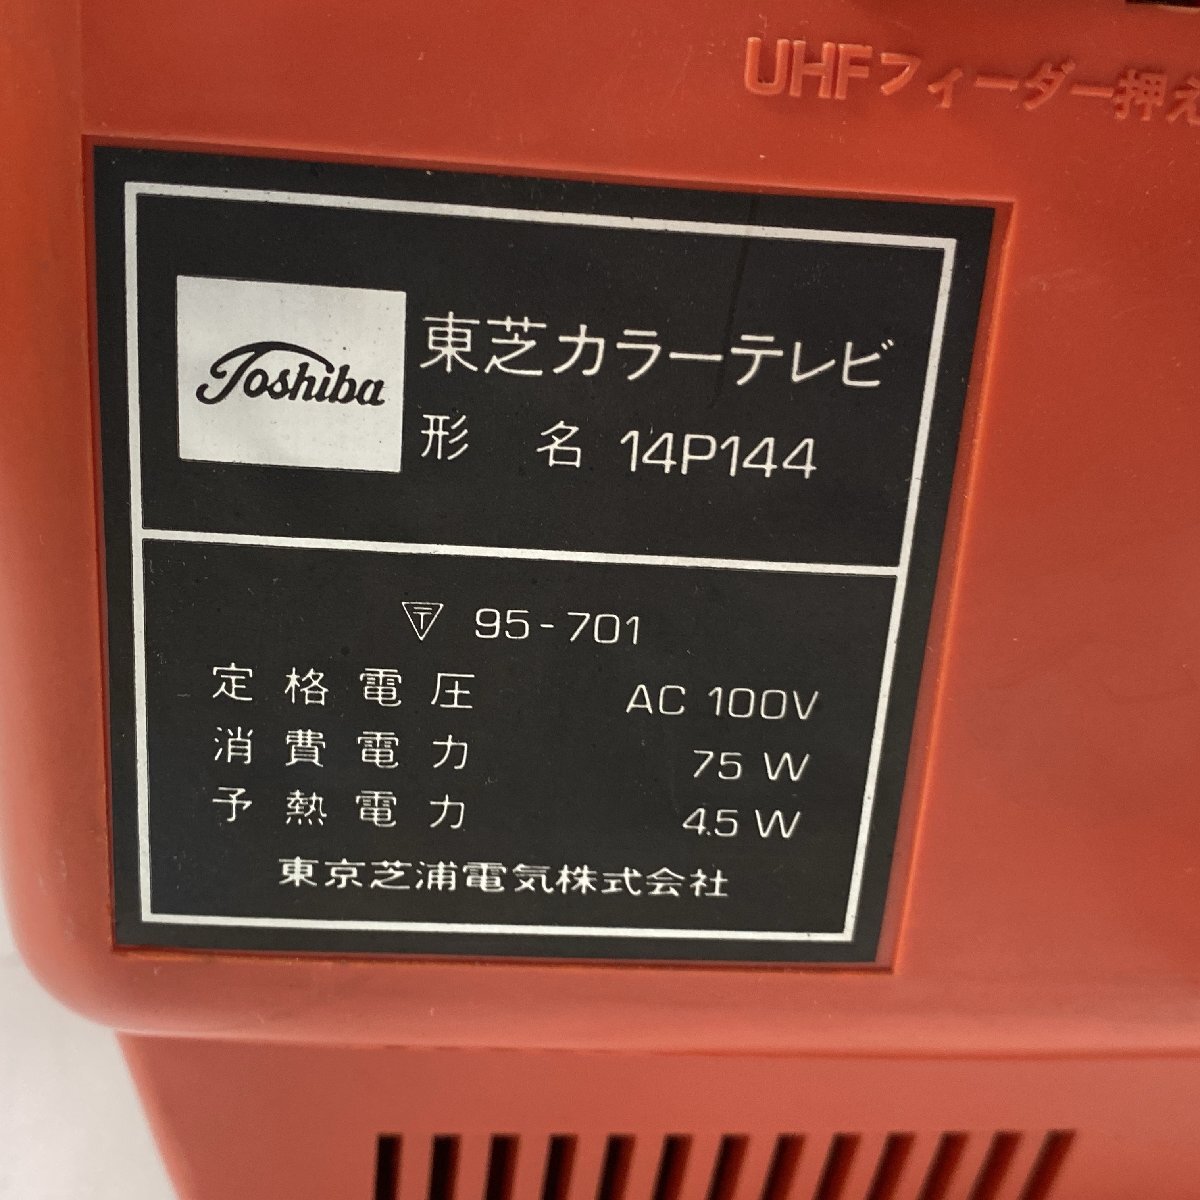 UHFフィーダー押え
Toshiba
東芝カラーテレビ
形 名 14P144
〒 95-701
定格電圧 AC 100V
消費電力 75 W
予熱電力 4.5 W
東京芝浦電気株式会社